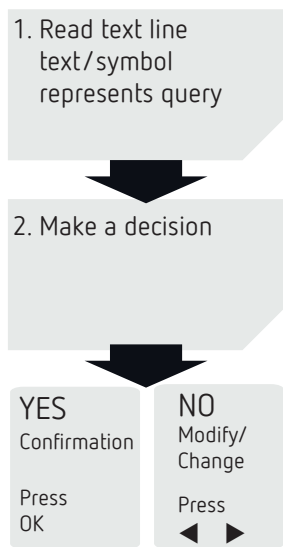 1. Read text line
text/symbol
represents query
2. Make a decision
YES
Confirmation
Press
OK
NO
Modify/
Change
Press
◀ ▶